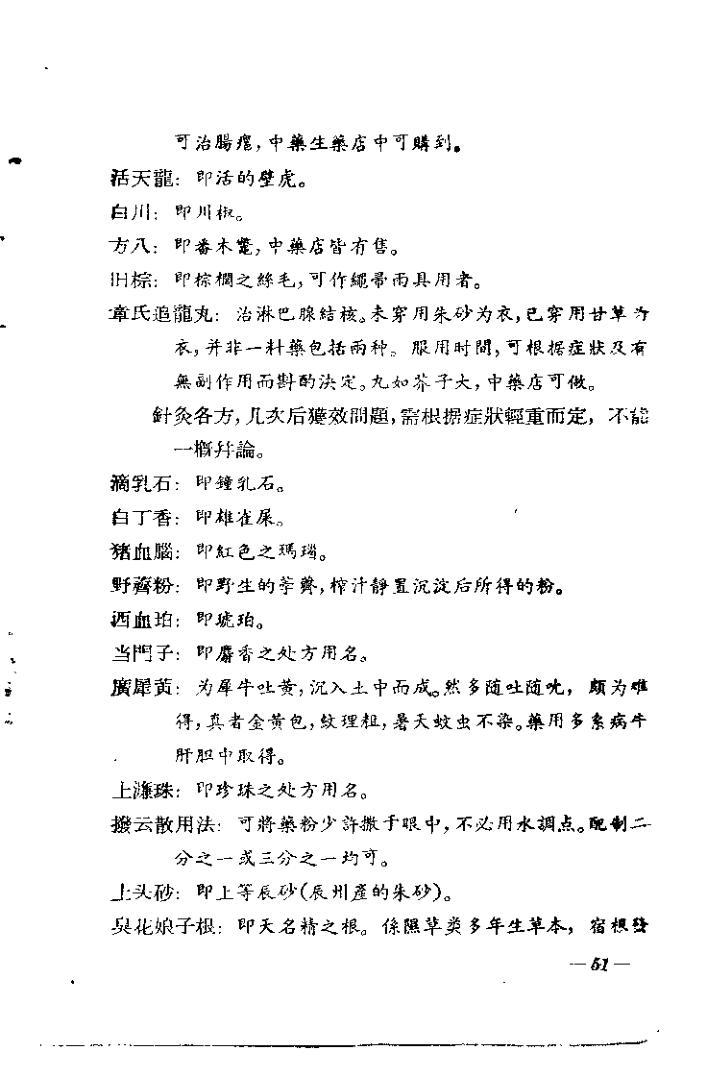 可治腸癰,中藥生藥店中可購到。
活天龍：即活的壁虎。
白川：即川椒。
方八：即番木鱉,中藥店皆有售。
旧棕：即棕櫚之絲毛,可作繩帚雨具用者。
章氏追龍丸：治淋巴腺結核。未穿用朱砂为衣,已穿用甘草为
衣,并非一料藥包括兩种。服用时間,可根据症狀及有
無副作用而斟酌決定。丸如芥子大,中藥店可做。
針灸各方,几次后獲效問題,需根据症狀輕重而定，不能
一概并論。
滴乳石：即鐘乳石。
白丁香：即雄雀屎。
猪血腦：即紅色之瑪瑙。
野薺粉：即野生的荸薺,榨汁靜置沉淀后所得的粉。
西血珀：即琥珀。
当門子：即麝香之处方用名。
廣犀黃：为犀牛吐黄,沉入土中而成。然多随吐随吮，頗为难
得,真者金黄包,紋理粗,暑天蚊虫不染。藥用多系病牛
肝胆中取得。
上濂珠：即珍珠之处方用名。
撥云散用法：可將藥粉少許撒于眼中,不必用水調点。配制二
分之一或三分之一均可。
上头砂：即上等辰砂(辰州產的朱砂)。
臭花娘子根：即天名精之根。係隰草类多年生草本，宿根發
—51—